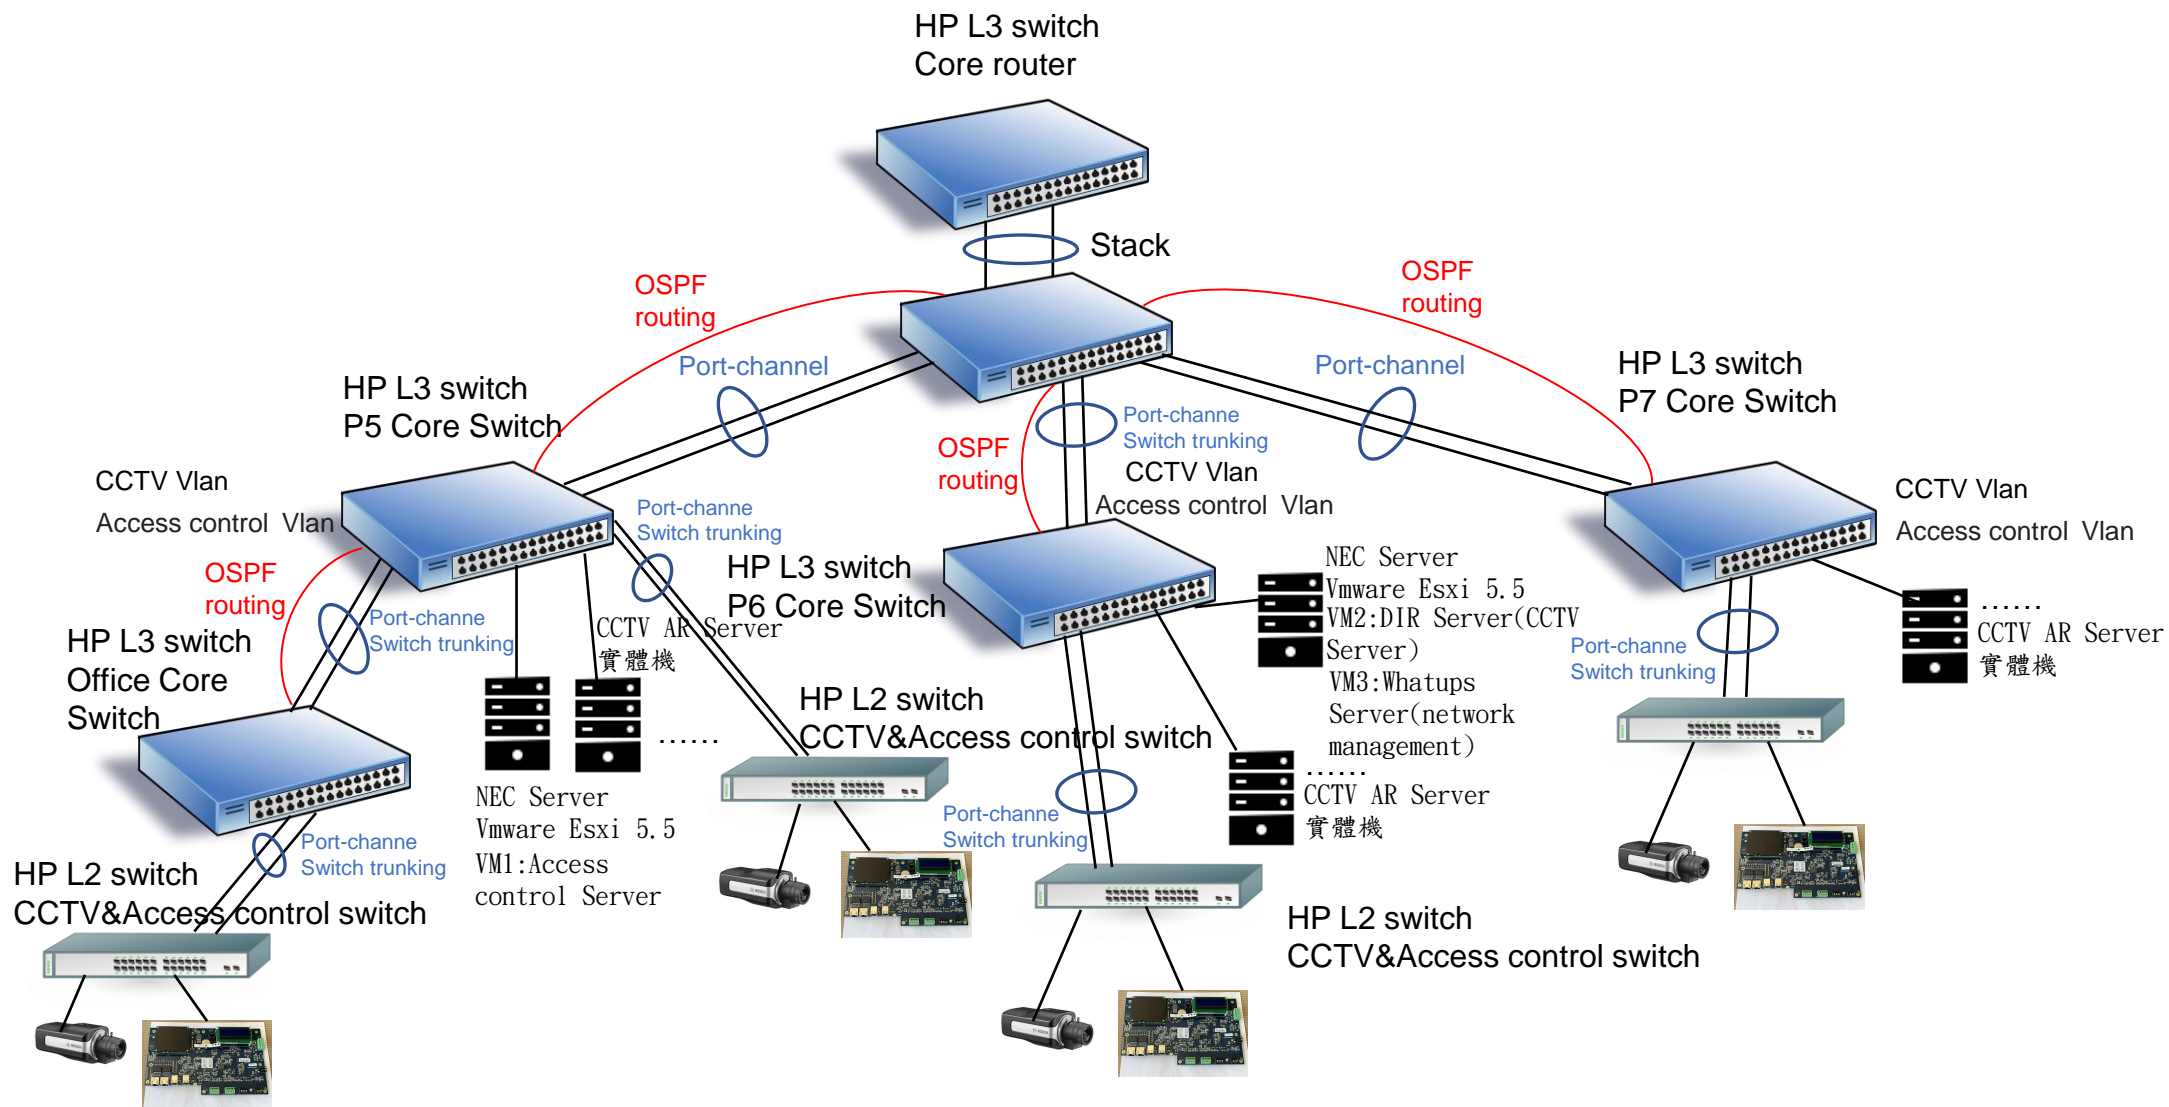 HP L3 switch
Core router
Stack
OSPF
routing
OSPF
routing
Port-channel
Port-channel
HP L3 switch
P5 Core Switch
HP L3 switch
P7 Core Switch
Port-channe
Switch trunking
OSPF
routing
CCTV Vlan
Access control Vlan
CCTV Vlan
Access control Vlan
CCTV Vlan
Access control Vlan
Port-channe
Switch trunking
HP L3 switch
P6 Core Switch
NEC Server
Vmware Esxi 5.5
VM2:DIR Server(CCTV
Server)
VM3:Whatups
Server(network
management)
OSPF
routing
Port-channe
Switch trunking
HP L3 switch
Office Core
Switch
CCTV AR Server
實體機
......
Port-channe
Switch trunking
......
CCTV AR Server
實體機
HP L2 switch
CCTV&Access control switch
NEC Server
Vmware Esxi 5.5
VM1:Access
control Server
......
CCTV AR Server
實體機
Port-channe
Switch trunking
Port-channe
Switch trunking
HP L2 switch
CCTV&Access control switch
HP L2 switch
CCTV&Access control switch